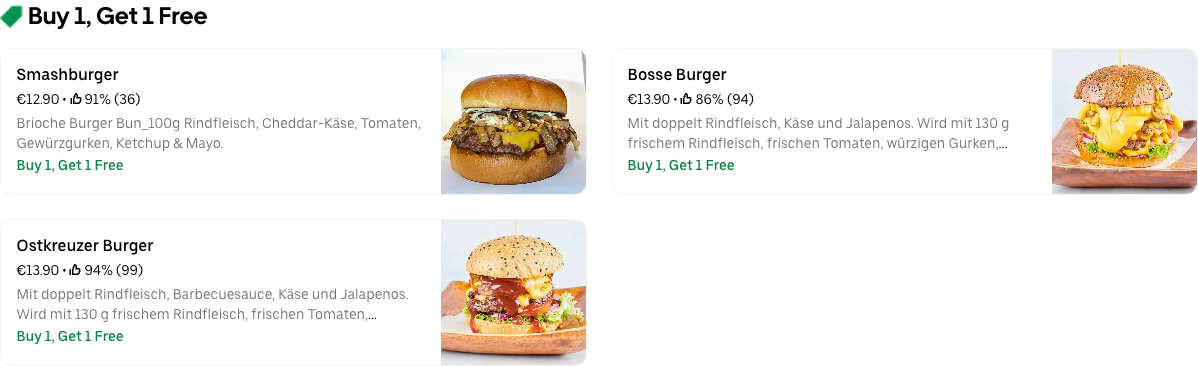 Buy 1, Get 1 Free
Smashburger
€12.90 • 91% (36)
Brioche Burger Bun_100g Rindfleisch, Cheddar-Käse, Tomaten,
Gewürzgurken, Ketchup & Mayo.
Buy 1, Get 1 Free
Bosse Burger
€13.90 • 86% (94)
Mit doppelt Rindfleisch, Käse und Jalapenos. Wird mit 130 g
frischem Rindfleisch, frischen Tomaten, würzigen Gurken,...
Buy 1, Get 1 Free
Ostkreuzer Burger
€13.90 • 94% (99)
Mit doppelt Rindfleisch, Barbecuesauce, Käse und Jalapenos.
Wird mit 130 g frischem Rindfleisch, frischen Tomaten,...
Buy 1, Get 1 Free